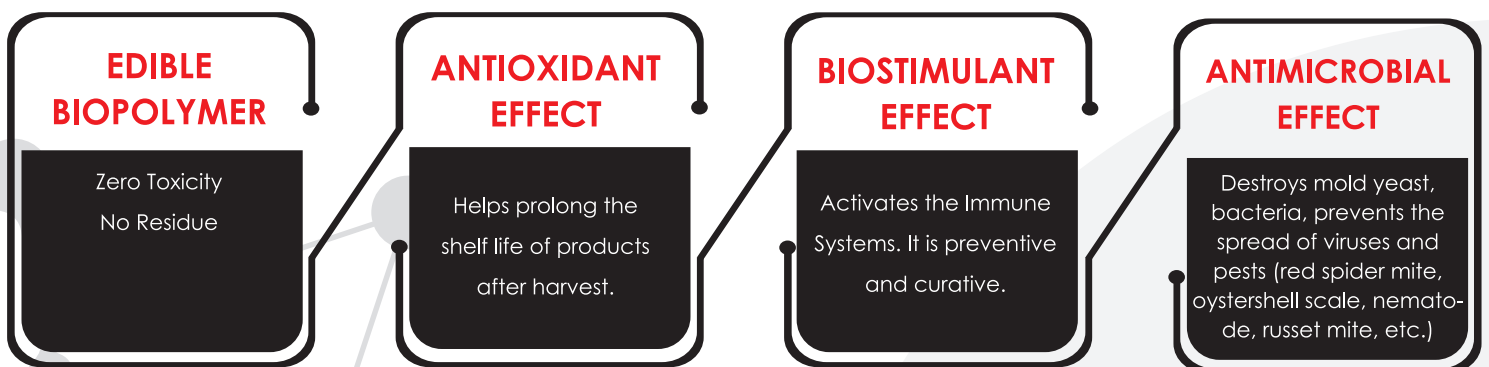 EDIBLE
BIOPOLYMER
Zero Toxicity
No Residue
ANTIOXIDANT
EFFECT
Helps prolong the
shelf life of products
after harvest.
BIOSTIMULANT
EFFECT
Activates the Immune
Systems. It is preventive
and curative.
ANTIMICROBIAL
EFFECT
Destroys mold yeast,
bacteria, prevents the
spread of viruses and
pests (red spider mite,
oystershell scale, nemato-
de, russet mite, etc.)